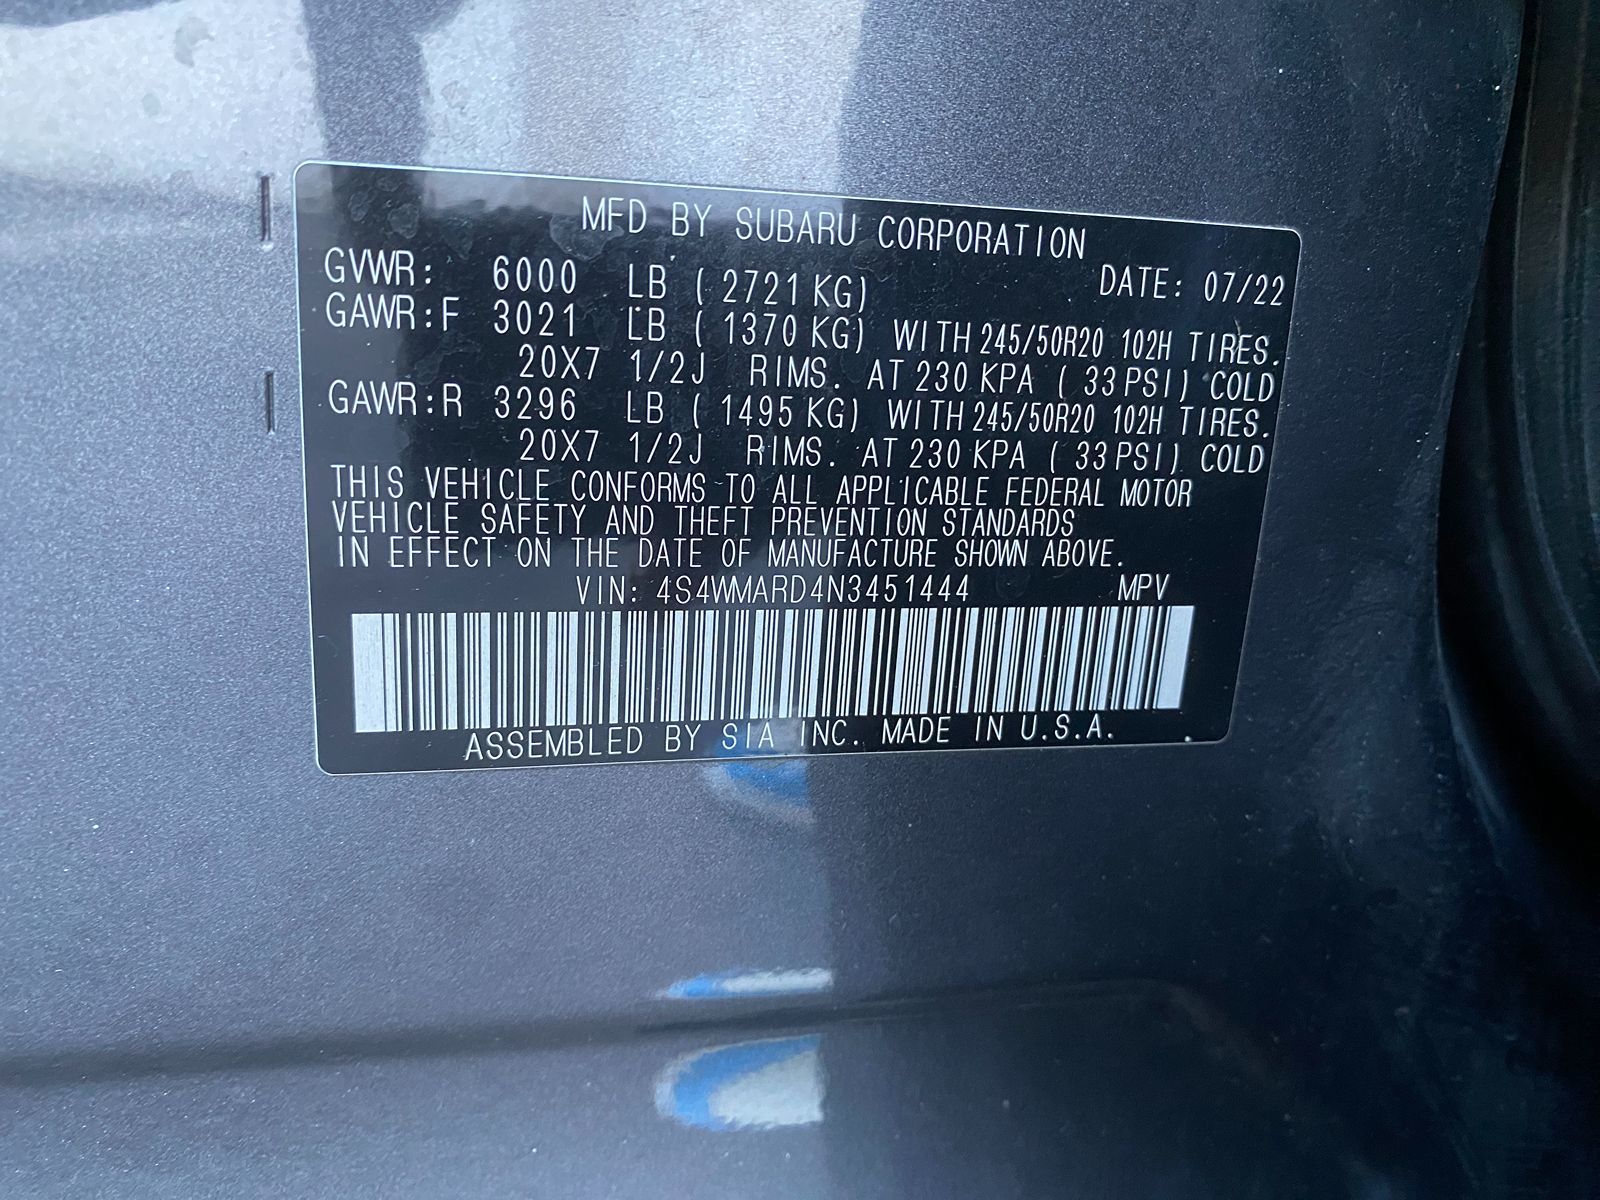 MFD BY SUBARU CORPORATION
GVWR: 6000 LB ( 2721 KG) DATE: 07/22
GAWR:F 3021 LB ( 1370 KG) WITH 245/50R20 102H TIRES.
20X7 1/2J RIMS. AT 230 KPA ( 33 PSI) COLD
GAWR:R 3296 LB ( 1495 KG) WITH 245/50R20 102H TIRES.
20X7 1/2J RIMS. AT 230 KPA ( 33 PSI) COLD
THIS VEHICLE CONFORMS TO ALL APPLICABLE FEDERAL MOTOR
VEHICLE SAFETY AND THEFT PREVENTION STANDARDS
IN EFFECT ON THE DATE OF MANUFACTURE SHOWN ABOVE.
VIN: 4S4WMARD4N3451444 MPV
ASSEMBLED BY SIA INC. MADE IN U.S.A.